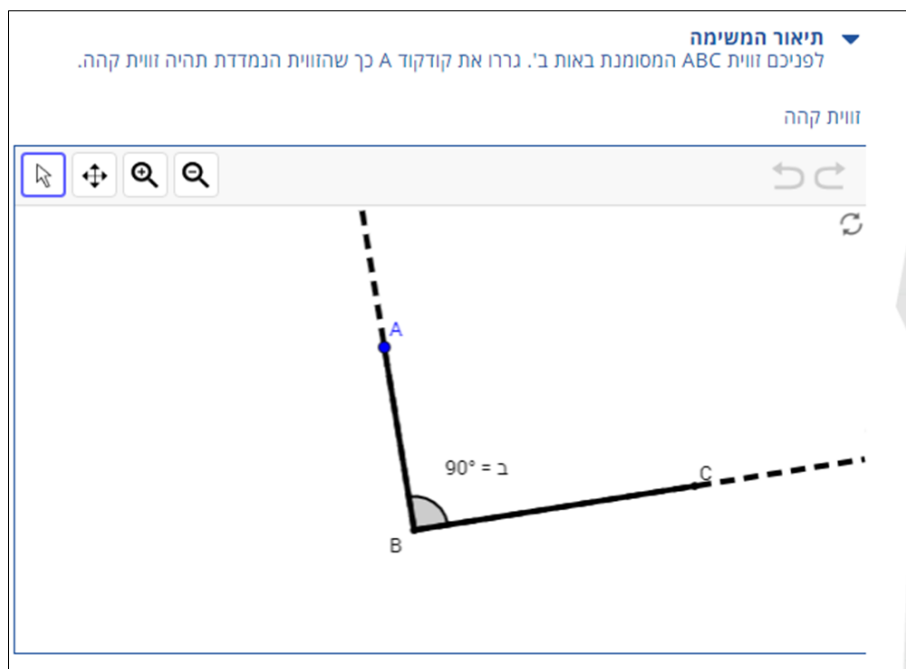 תיאור המשימה
לפניכם זווית ABC המסומנת באות ב'. גררו את קודקוד A כך שהזווית הנמדדת תהיה זווית קהה.
זווית קהה
A
ב = 90°
C
B